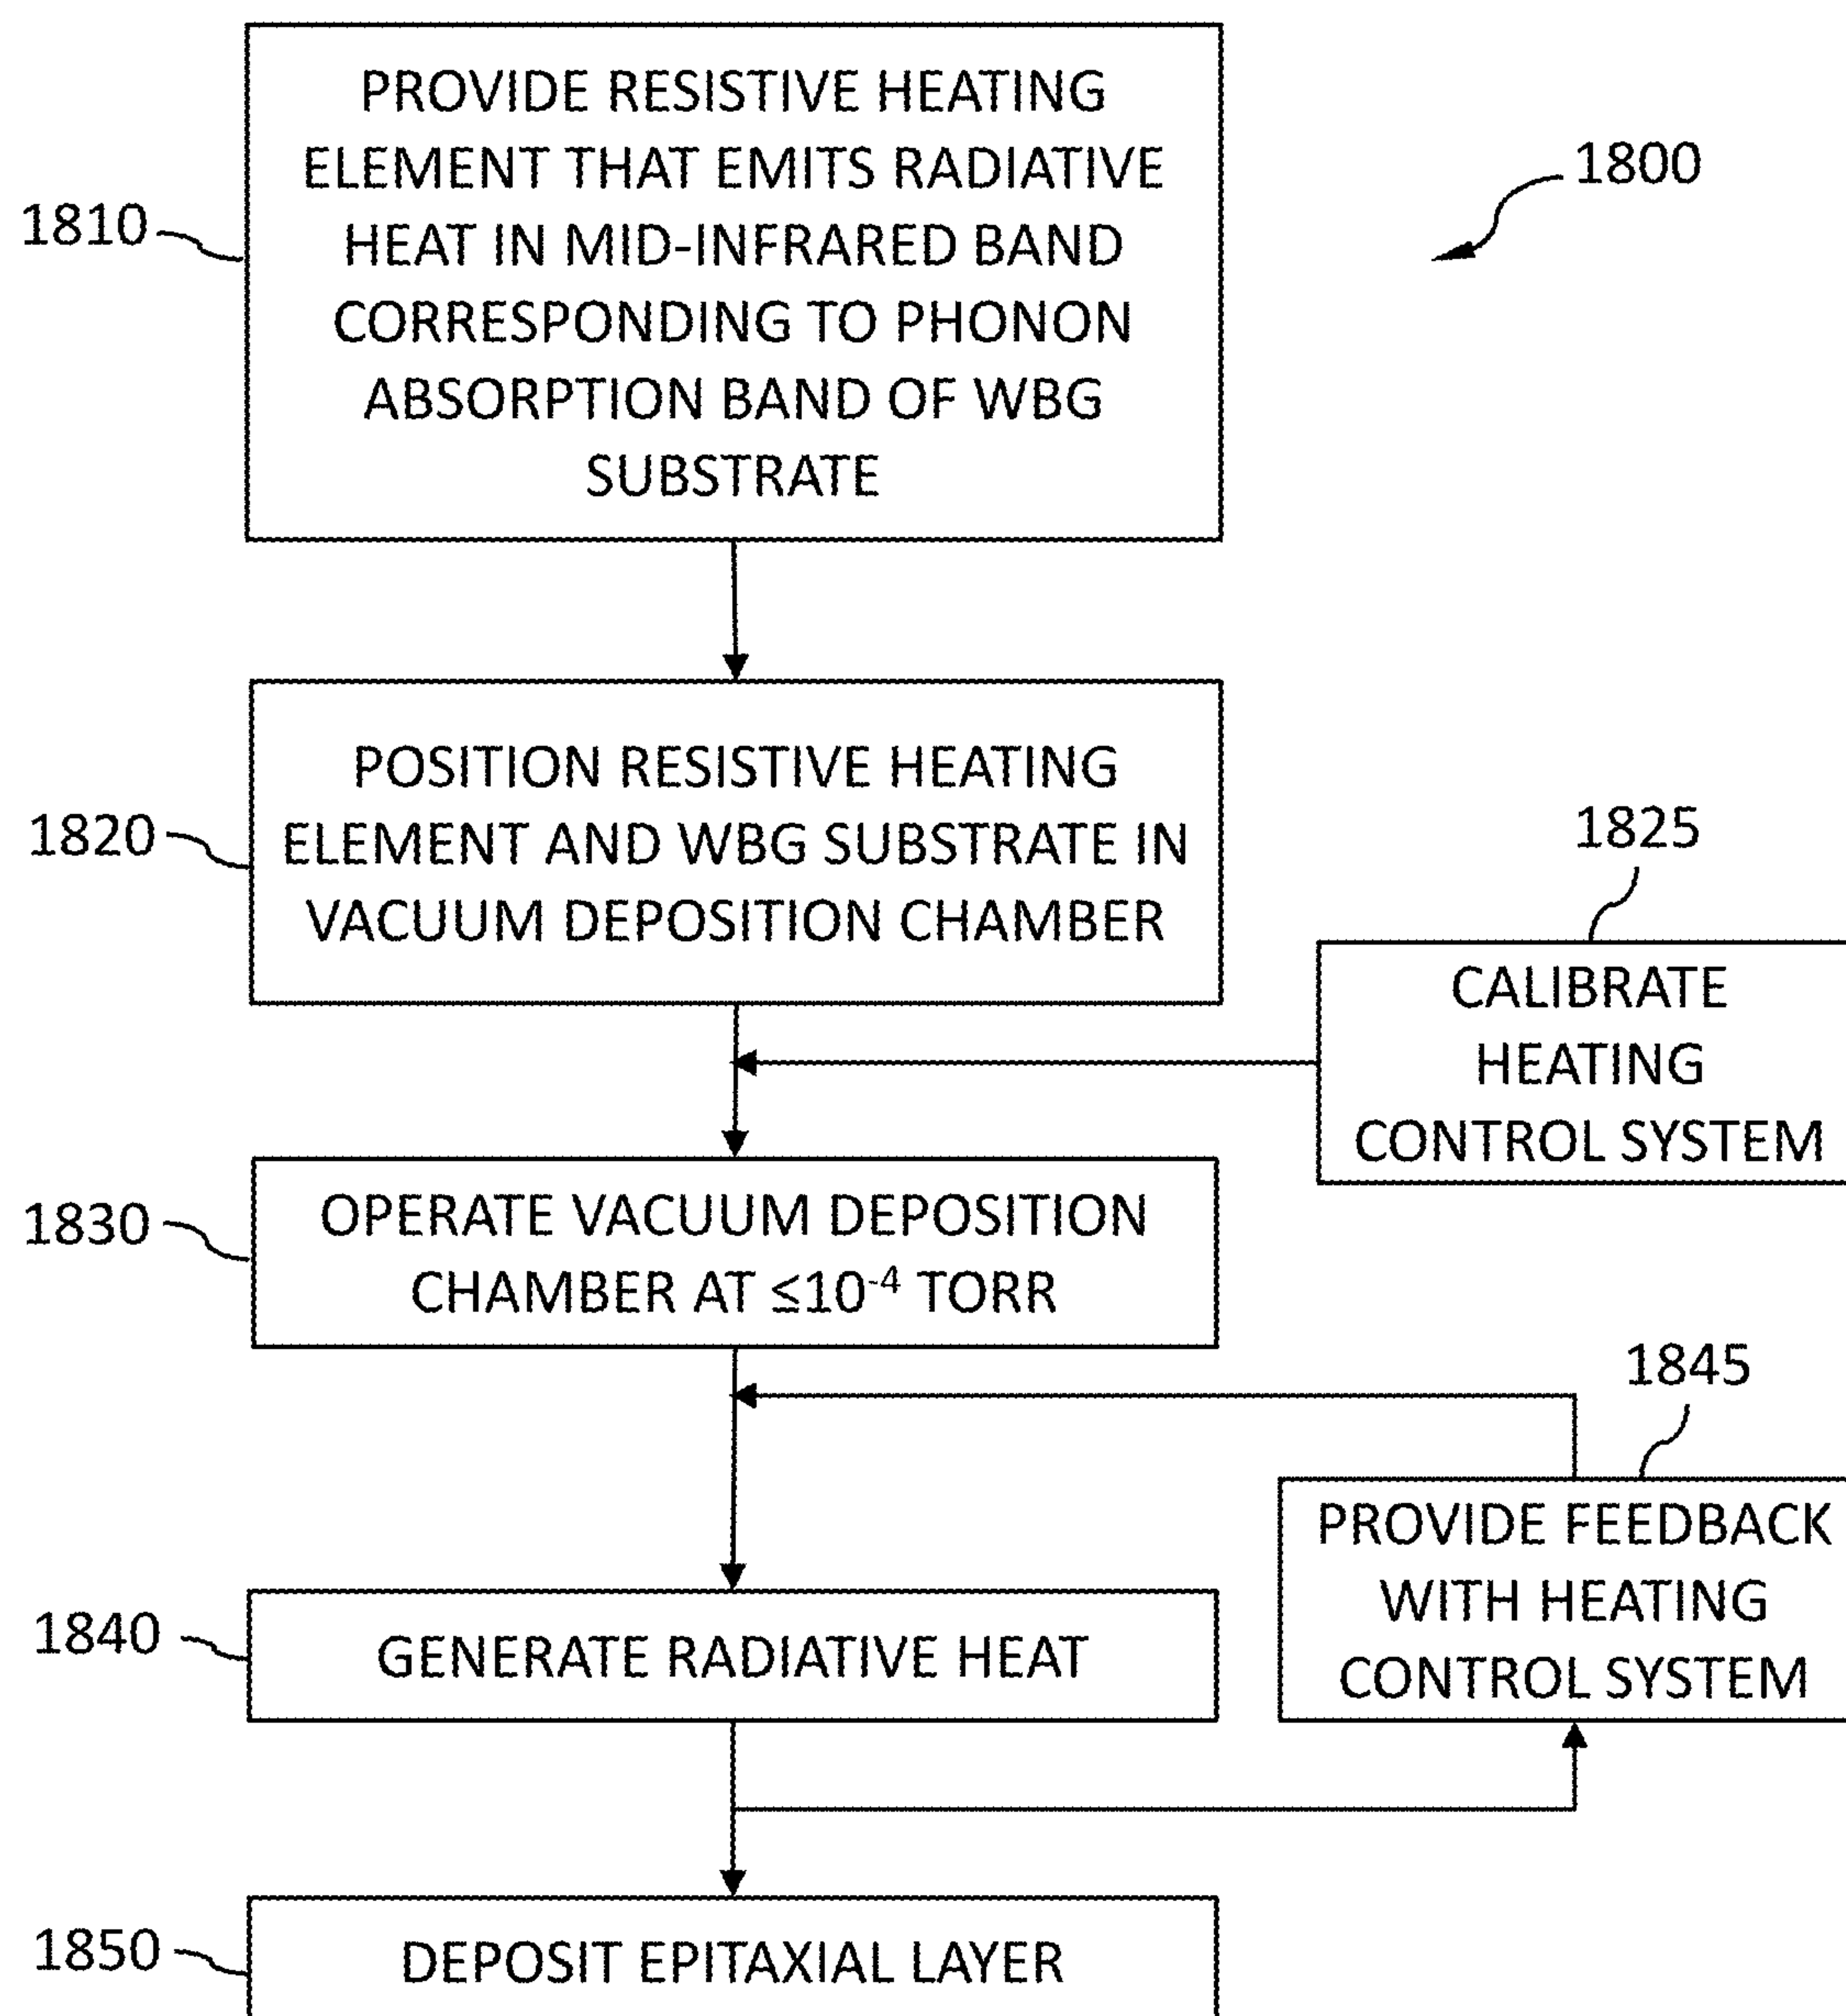 PROVIDE RESISTIVE HEATING
ELEMENT THAT EMITS RADIATIVE
HEAT IN MID-INFRARED BAND
CORRESPONDING TO PHONON
ABSORPTION BAND OF WBG
SUBSTRATE
1800
1810
POSITION RESISTIVE HEATING
ELEMENT AND WBG SUBSTRATE IN
VACUUM DEPOSITION CHAMBER
1820
1825
CALIBRATE
HEATING
CONTROL SYSTEM
OPERATE VACUUM DEPOSITION
CHAMBER AT ≦10⁻⁴ TORR
1830
1845
PROVIDE FEEDBACK
WITH HEATING
CONTROL SYSTEM
1840
GENERATE RADIATIVE HEAT
1850
DEPOSIT EPITAXIAL LAYER